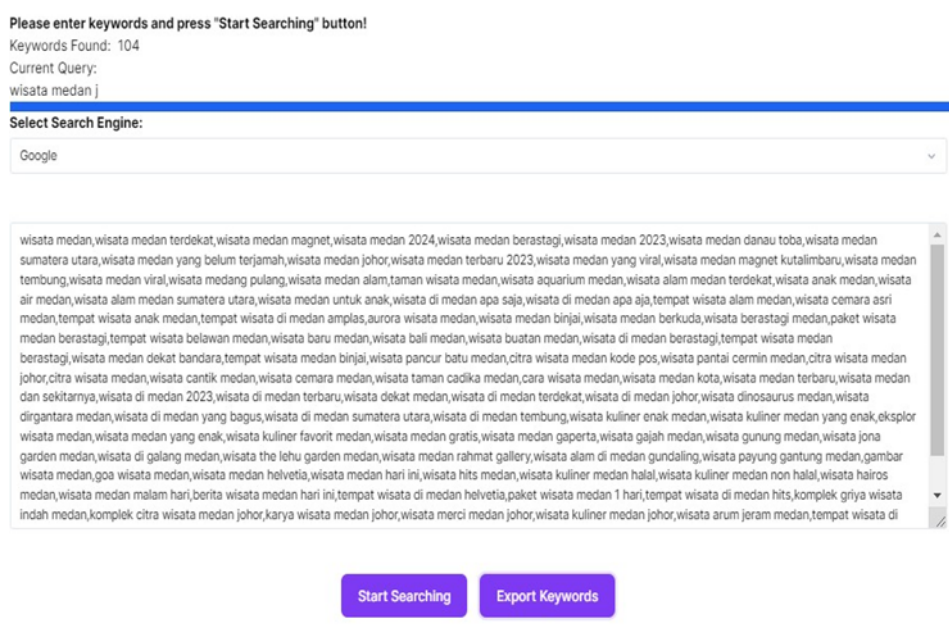 Please enter keywords and press "Start Searching" button!
Keywords Found: 104
Current Query:
wisata medan j
Select Search Engine:
Google
wisata medan,wisata medan terdekat,wisata medan magnet,wisata medan 2024,wisata medan berastagi,wisata medan 2023,wisata medan danau toba,wisata medan
sumatera utara,wisata medan yang belum terjamah,wisata medan johor,wisata medan terbaru 2023,wisata medan yang viral,wisata medan magnet kutalimbaru,wisata medan
tembung,wisata medan viral,wisata medang pulang,wisata medan alam,taman wisata medan,wisata aquarium medan,wisata alam medan terdekat,wisata anak medan,wisata
air medan,wisata alam medan sumatera utara,wisata medan untuk anak,wisata di medan apa saja,wisata di medan apa aja,tempat wisata alam medan,wisata cemara asri
medan,tempat wisata anak medan,tempat wisata di medan amplas,aurora wisata medan,wisata medan binjai,wisata medan berkuda,wisata berastagi medan,paket wisata
medan berastagi,tempat wisata belawan medan,wisata baru medan,wisata bali medan,wisata buatan medan,wisata di medan berastagi,tempat wisata medan
berastagi,wisata medan dekat bandara,tempat wisata medan binjai,wisata pancur batu medan,citra wisata medan kode pos,wisata pantai cermin medan,citra wisata medan
johor,citra wisata medan,wisata cantik medan,wisata cemara medan,wisata taman cadika medan,cara wisata medan,wisata medan kota,wisata medan terbaru,wisata medan
dan sekitarnya,wisata di medan 2023,wisata di medan terbaru,wisata dekat medan,wisata di medan terdekat,wisata di medan johor,wisata dinosaurus medan,wisata
dirgantara medan,wisata di medan yang bagus,wisata di medan sumatera utara,wisata di medan tembung,wisata kuliner enak medan,wisata kuliner medan yang enak,eksplor
wisata medan,wisata medan yang enak,wisata kuliner favorit medan,wisata medan gratis,wisata medan gaperta,wisata gajah medan,wisata gunung medan,wisata jona
garden medan,wisata di galang medan,wisata the lehu garden medan,wisata rahmat gallery,wisata alam di medan gundaling,wisata payung gantung medan,gambar
wisata medan,goa wisata medan,wisata medan helvetia,wisata medan hari ini,wisata hits medan,wisata kuliner medan halal,wisata kuliner medan non halal,wisata hairos
medan,wisata medan malam hari,berita wisata medan hari ini,tempat wisata di medan helvetia,paket wisata medan 1 hari,tempat wisata di medan hits,komplek griya wisata
indah medan,komplek citra wisata medan johor,karya wisata medan johor,wisata merci medan johor,wisata kuliner medan johor,wisata arum jeram medan,tempat wisata di
Start Searching
Export Keywords